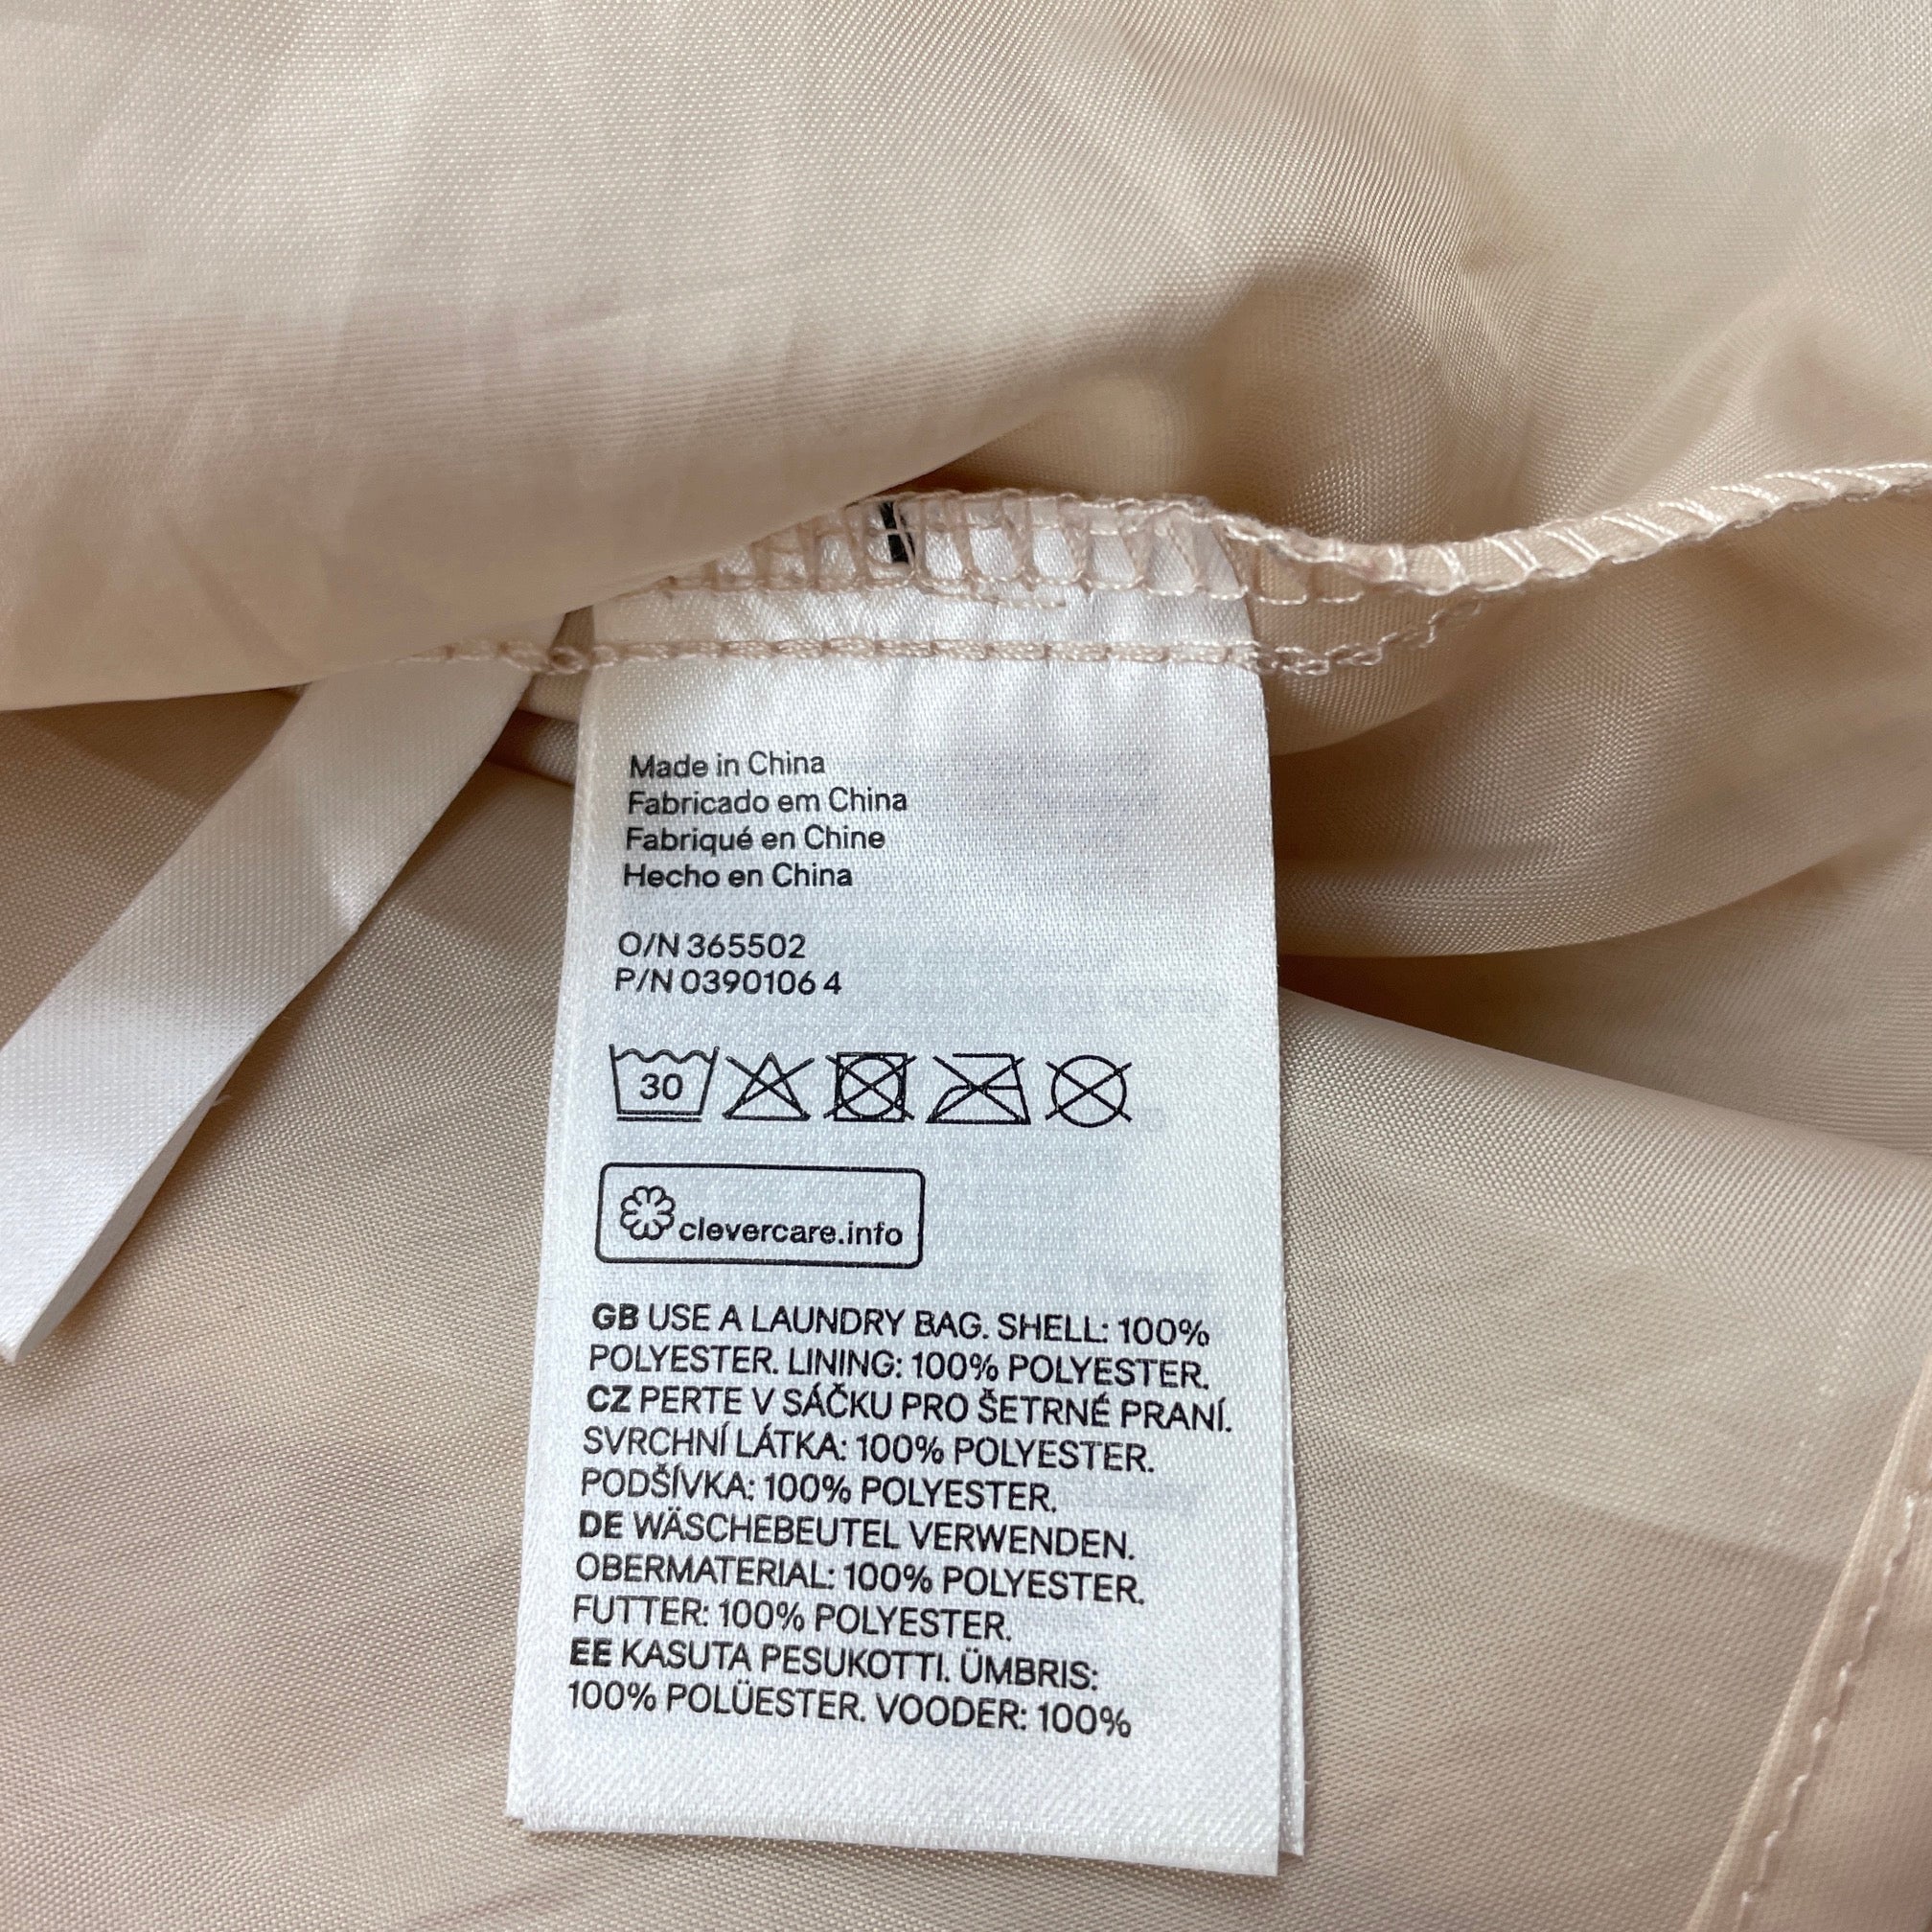 Made in China
Fabricado em China
Fabriqué en Chine
Hecho en China
O/N 365502
P/N 0390106 4
30
clevercare.info
GB USE A LAUNDRY BAG. SHELL: 100%
POLYESTER. LINING: 100% POLYESTER.
CZ PERTE V SÁČKU PRO ŠETRNÉ PRANÍ.
SVRCHNÍ LÁTKA: 100% POLYESTER.
PODŠÍVKA: 100% POLYESTER.
DE WÄSCHEBEUTEL VERWENDEN.
OBERMATERIAL: 100% POLYESTER.
FUTTER: 100% POLYESTER.
EE KASUTA PESUKOTTI. ÜMBRIS:
100% POLÜESTER. VOODER: 100%